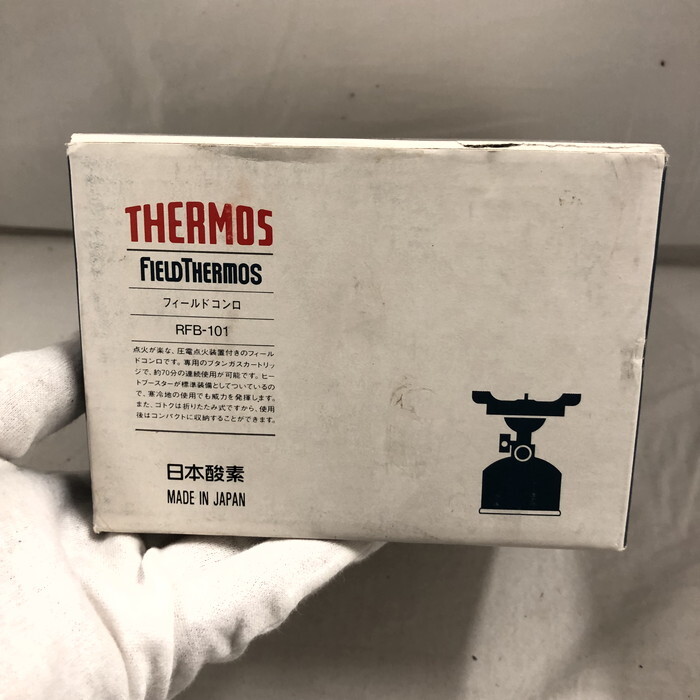 THERMOS
FIELDTHERMOS
フィールドコンロ
RFB-101
点火が楽な、圧電点火装置付きのフィール
ドコンロです。専用のブタンガスカートリッ
ジで、約70分の連続使用が可能です。ヒー
トブースターが標準装備としてついているの
で、寒冷地の使用でも威力を発揮します。
また、ゴトクは折りたたみ式ですから、使用
後はコンパクトに収納することができます。
日本酸素
MADE IN JAPAN